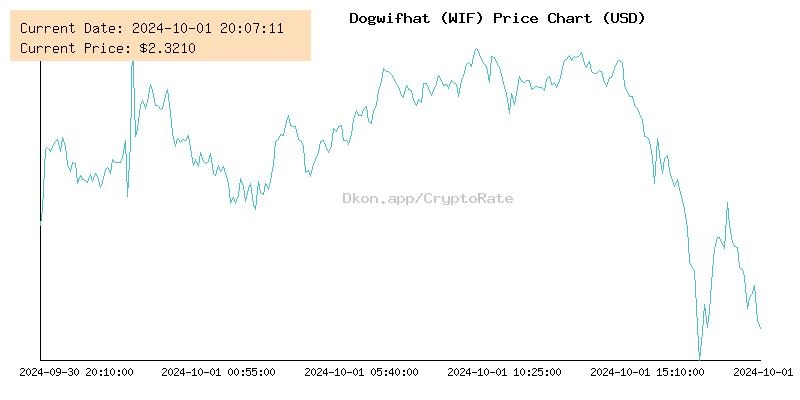 Dogwifhat (WIF) Price Chart (USD)
Current Date: 2024-10-01 20:07:11
Current Price: $2.3210
Dkon.app/CryptoRate
2024-09-30 20:10:00 2024-10-01 00:55:00 2024-10-01 05:40:00 2024-10-01 10:25:00 2024-10-01 15:10:00 2024-10-01